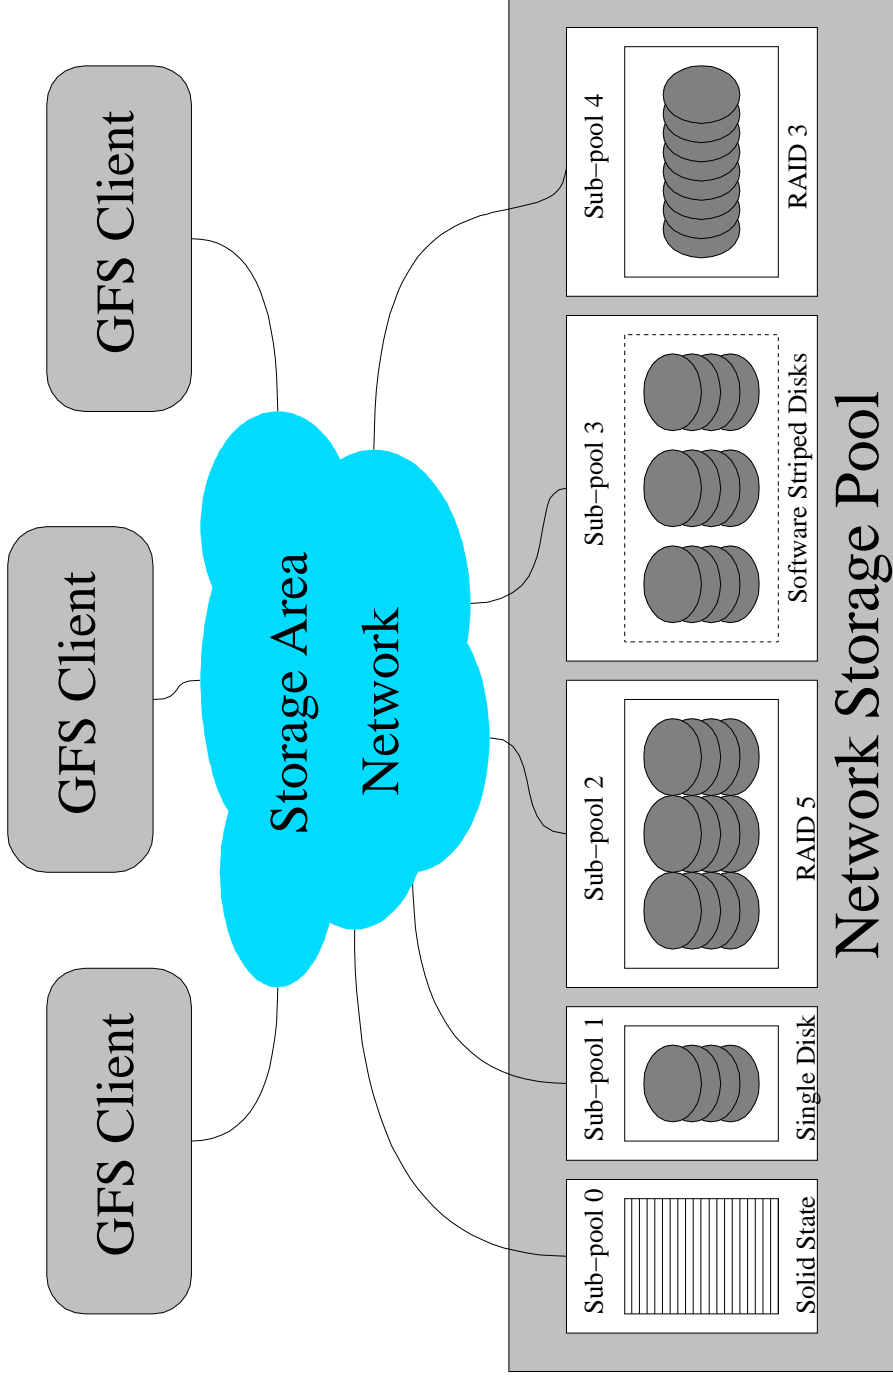 GFS Client
GFS Client
GFS Client
Storage Area
Network
Sub−pool 0
Sub−pool 1
Sub−pool 2
Sub−pool 3
Sub−pool 4
Solid State
Single Disk
RAID 5
Software Striped Disks
RAID 3
Network Storage Pool